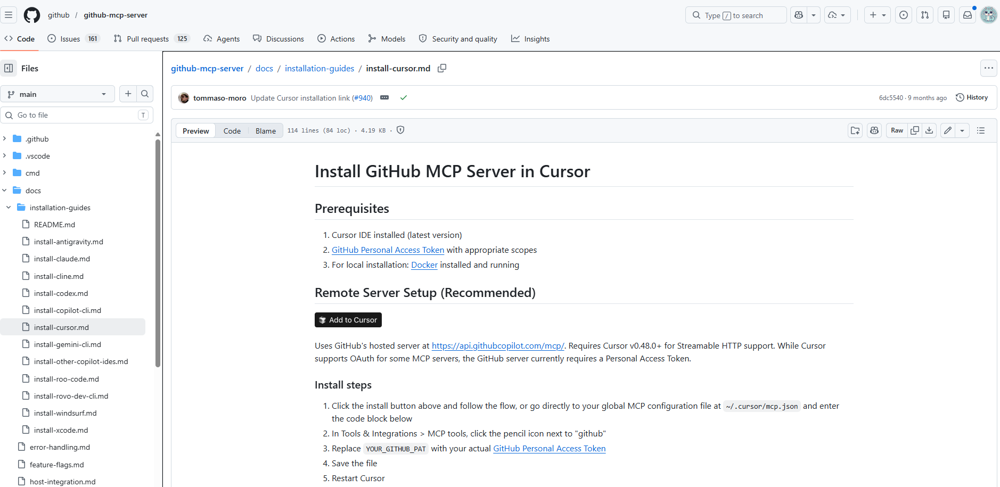 github / github-mcp-server
Type / to search
Code
Issues 161
Pull requests 125
Agents
Discussions
Actions
Models
Security and quality
Insights
Files
main
Go to file
T
.github
.vscode
cmd
docs
installation-guides
README.md
install-antigravity.md
install-claude.md
install-cline.md
install-codex.md
install-copilot-cli.md
install-cursor.md
install-gemini-cli.md
install-other-copilot-ides.md
install-roo-code.md
install-rovo-dev-cli.md
install-windsurf.md
install-xcode.md
error-handling.md
feature-flags.md
host-integration.md
github-mcp-server / docs / installation-guides / install-cursor.md
tommaso-moro Update Cursor installation link (#940)
6dc5540 · 9 months ago
History
Preview
Code
Blame
114 lines (84 loc) · 4.19 KB ·
Raw
Install GitHub MCP Server in Cursor
Prerequisites
1. Cursor IDE installed (latest version)
2. GitHub Personal Access Token with appropriate scopes
3. For local installation: Docker installed and running
Remote Server Setup (Recommended)
Add to Cursor
Uses GitHub's hosted server at https://api.githubcopilot.com/mcp/. Requires Cursor v0.48.0+ for Streamable HTTP support. While Cursor
supports OAuth for some MCP servers, the GitHub server currently requires a Personal Access Token.
Install steps
1. Click the install button above and follow the flow, or go directly to your global MCP configuration file at ~/.cursor/mcp.json and enter
the code block below
2. In Tools & Integrations > MCP tools, click the pencil icon next to "github"
3. Replace YOUR_GITHUB_PAT with your actual GitHub Personal Access Token
4. Save the file
5. Restart Cursor